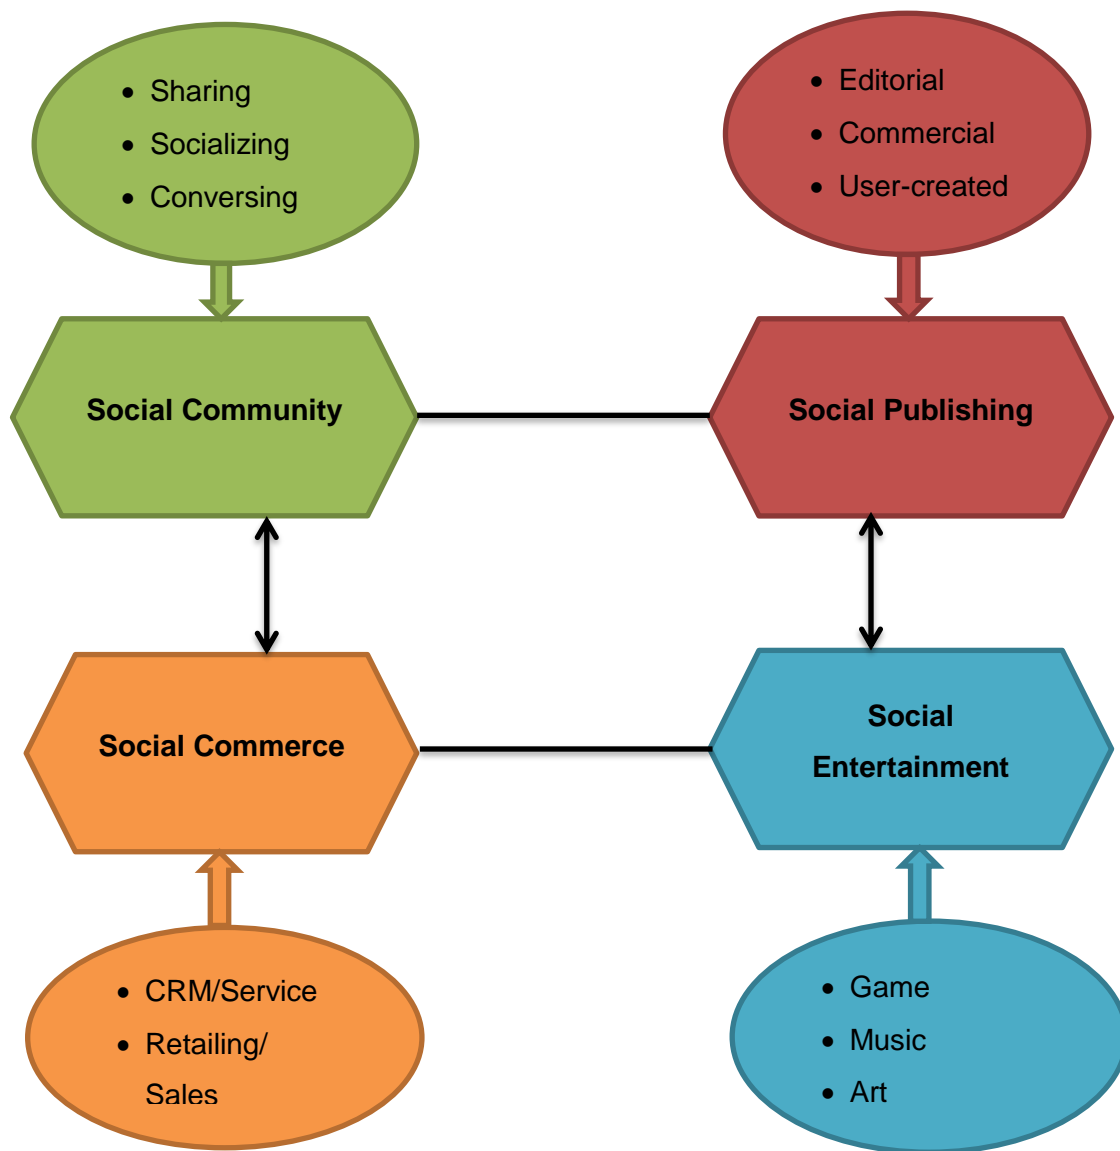 • Sharing
• Socializing
• Conversing
• Editorial
• Commercial
• User-created
Social Community
Social Publishing
Social Commerce
Social
Entertainment
• CRM/Service
• Retailing/
Sales
• Game
• Music
• Art